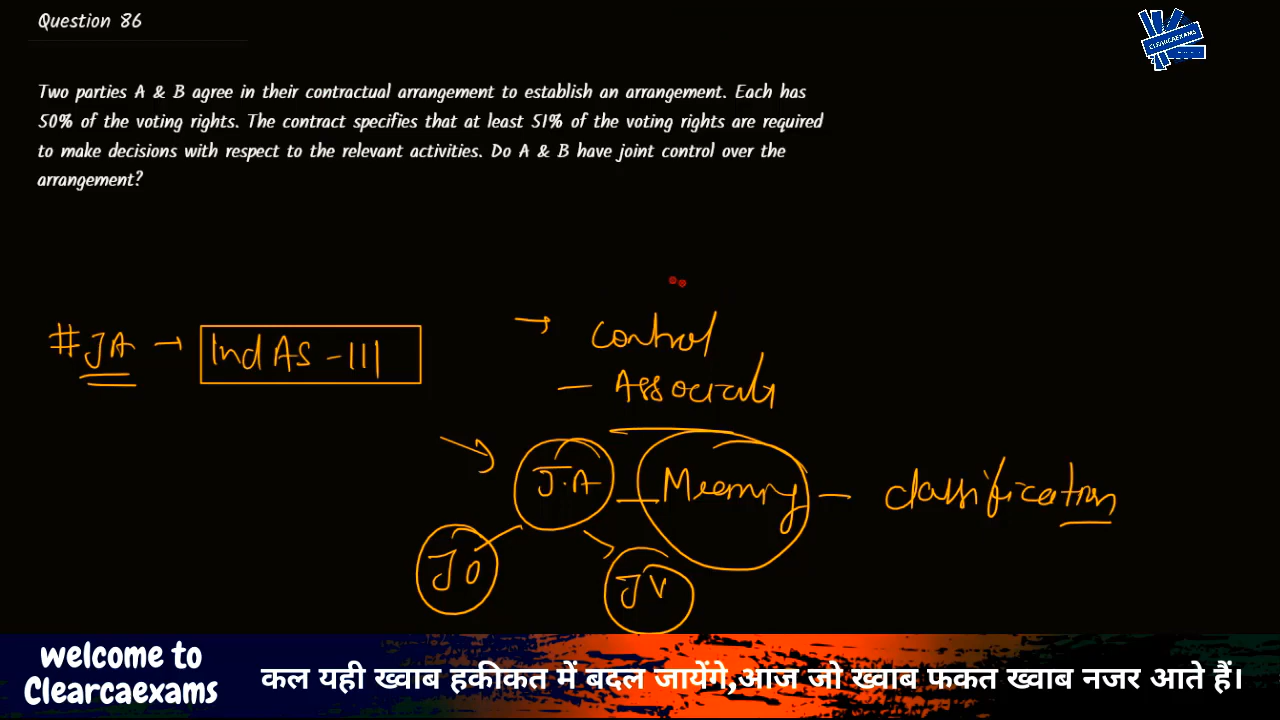 Question 86
CLEARCAEXAMS
Two parties A & B agree in their contractual arrangement to establish an arrangement. Each has
50% of the voting rights. The contract specifies that at least 51% of the voting rights are required
to make decisions with respect to the relevant activities. Do A & B have joint control over the
arrangement?
# JA → Ind AS - 111
→ control
- Associate
J.A - Meaning - classification
JO
JV
welcome to
Clearcaexams
कल यही ख्वाब हकीकत में बदल जायेंगे,आज जो ख्वाब फकत ख्वाब नजर आते हैं।